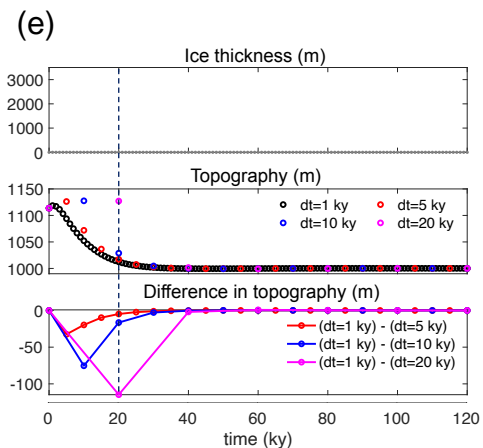 (e)
Ice thickness (m)
3000
2000
1000
0
Topography (m)
1150
1100
1050
1000
dt=1 ky
dt=5 ky
dt=10 ky
dt=20 ky
Difference in topography (m)
0
-50
-100
(dt=1 ky) - (dt=5 ky)
(dt=1 ky) - (dt=10 ky)
(dt=1 ky) - (dt=20 ky)
0 20 40 60 80 100 120
time (ky)